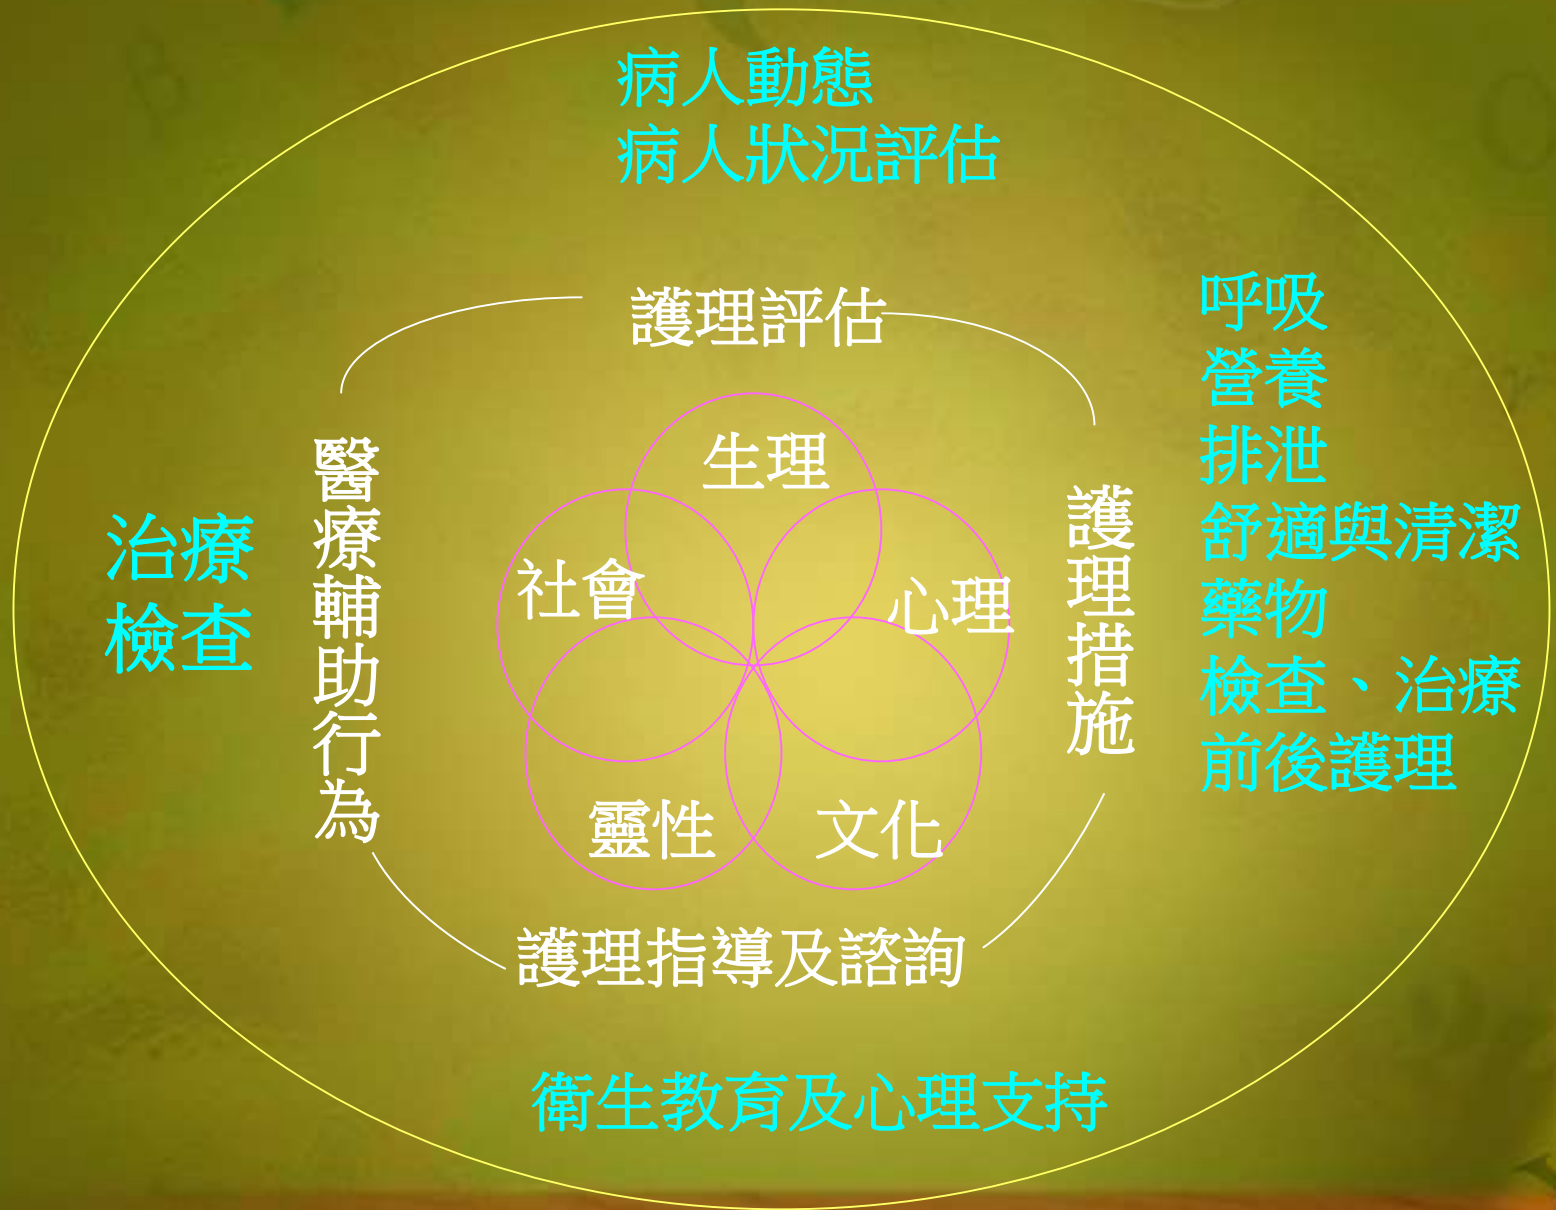 病人動態
病人狀況評估
護理評估
呼吸
營養
排泄
舒適與清潔
藥物
檢查、治療
前後護理
生理
社會
心理
靈性
文化
醫療輔助行為
護理措施
治療
檢查
護理指導及諮詢
衛生教育及心理支持